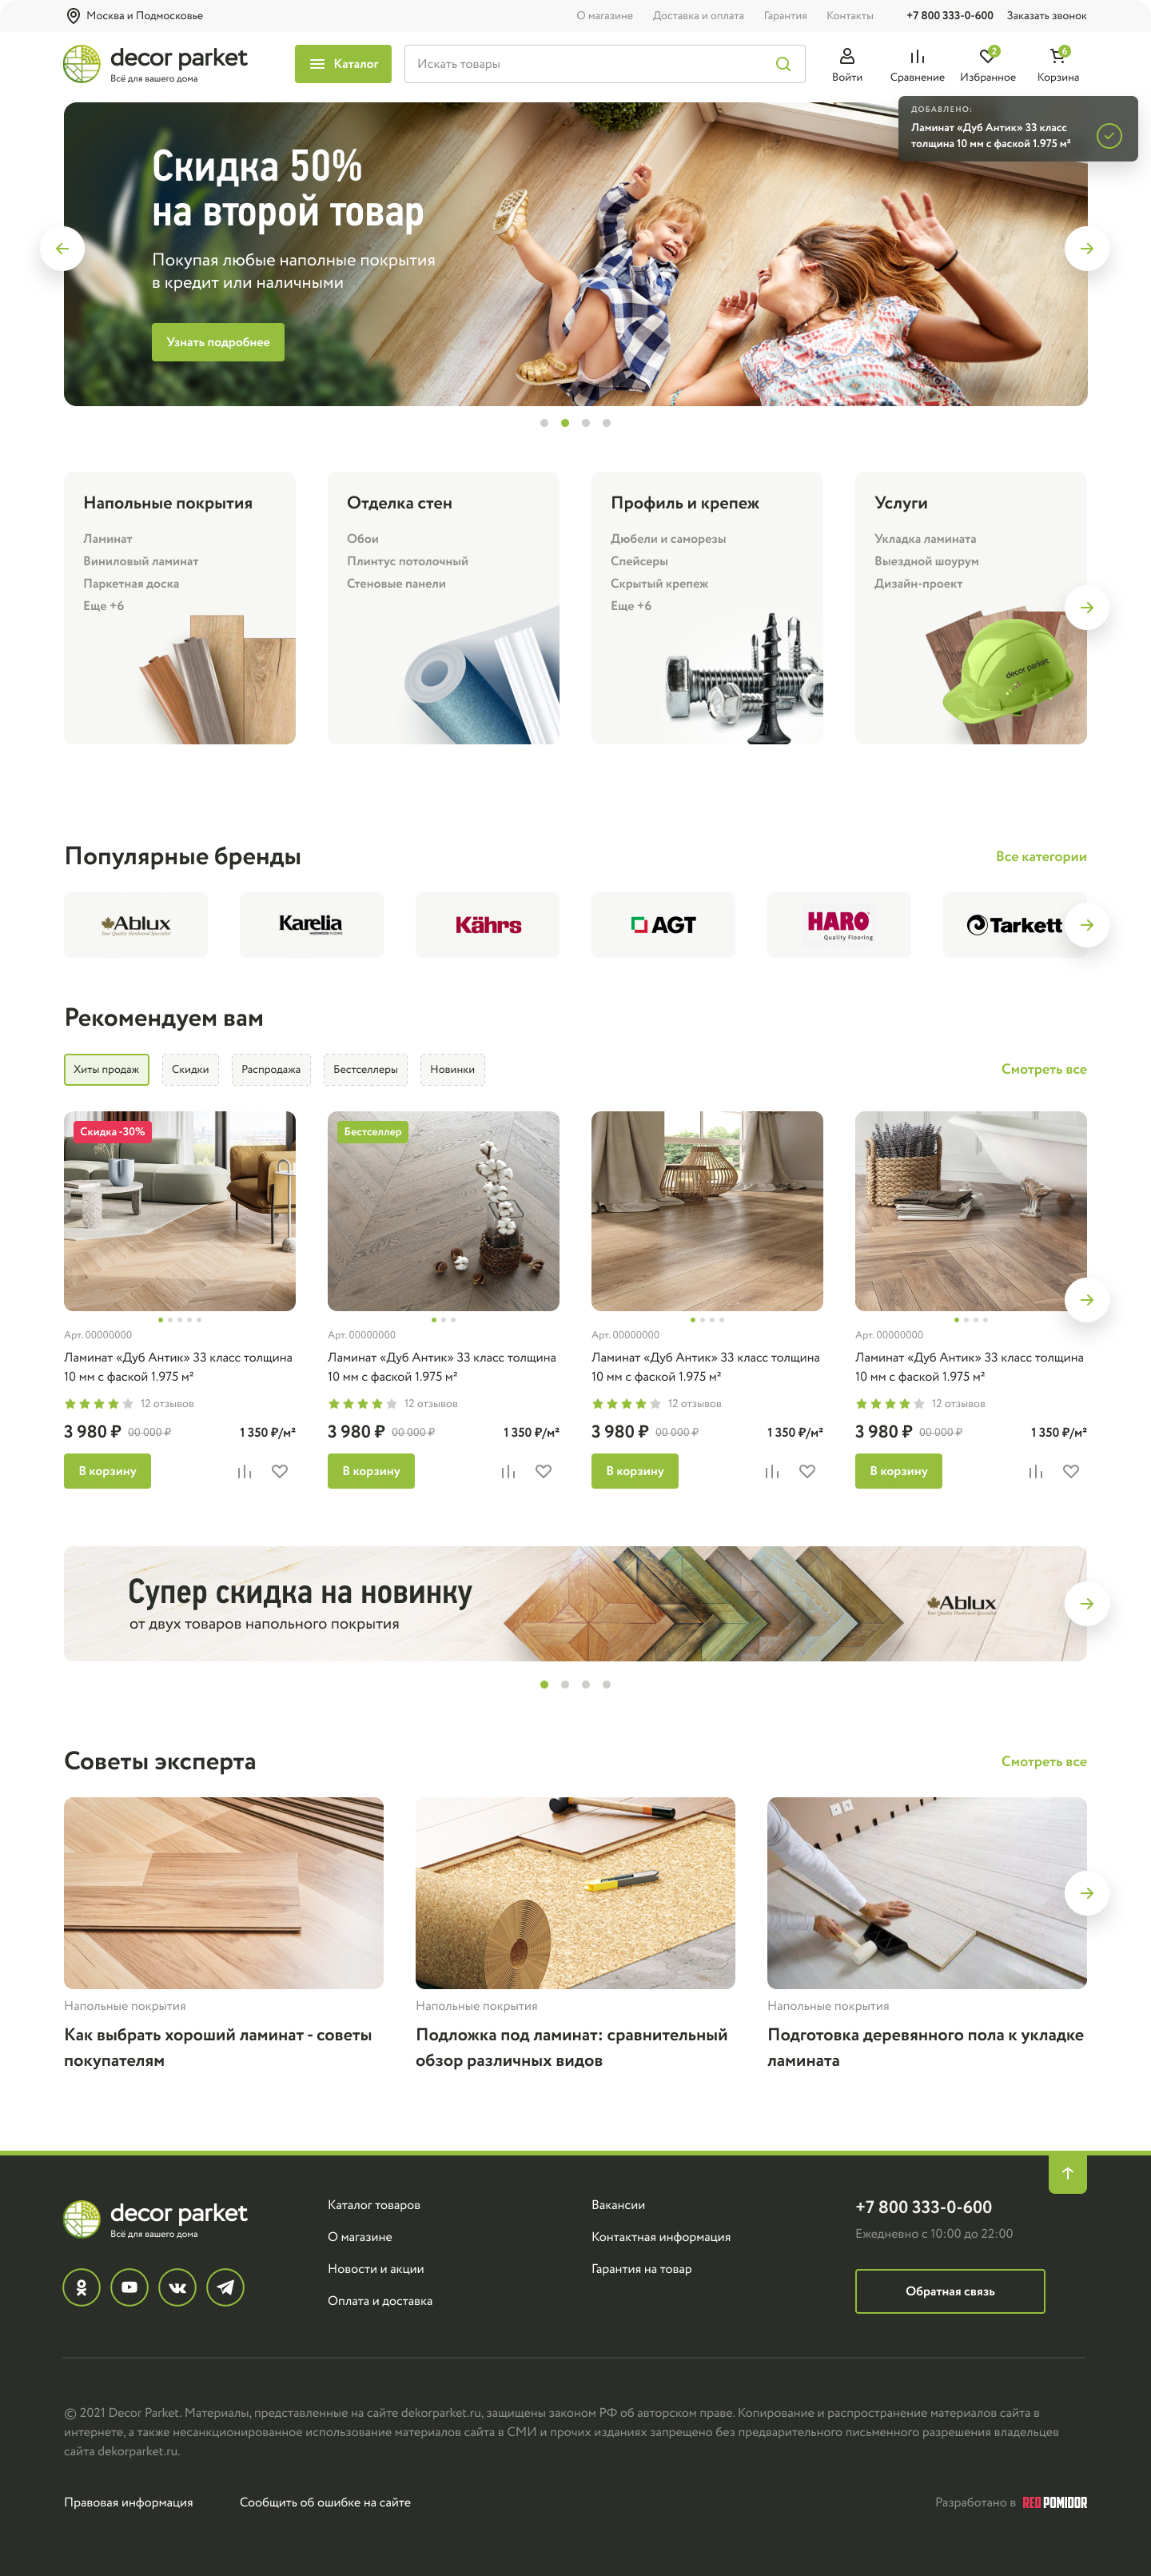 Москва и Подмосковье
О магазине
Доставка и оплата
Гарантия
Контакты
+7 800 333-0-600
Заказать звонок
decor parket
Всё для вашего дома
Каталог
Искать товары
Войти
Сравнение
2
Избранное
6
Корзина
ДОБАВЛЕНО:
Ламинат «Дуб Антик» 33 класс
толщина 10 мм с фаской 1.975 м²
Скидка 50%
на второй товар
Покупая любые наполные покрытия
в кредит или наличными
Узнать подробнее
Напольные покрытия
Ламинат
Виниловый ламинат
Паркетная доска
Еще +6
Отделка стен
Обои
Плинтус потолочный
Стеновые панели
Профиль и крепеж
Дюбели и саморезы
Спейсеры
Скрытый крепеж
Еще +6
Услуги
Укладка ламината
Выездной шоурум
Дизайн-проект
decor parket
Популярные бренды
Все категории
Ablux
Your Quality Hardwood Specialist
Karelia
HARDWOOD FLOORS
Kährs
AGT
HARO
Quality Flooring
Tarkett
Рекомендуем вам
Хиты продаж
Скидки
Распродажа
Бестселлеры
Новинки
Смотреть все
Скидка -30%
Арт. 00000000
Ламинат «Дуб Антик» 33 класс толщина
10 мм с фаской 1.975 м²
12 отзывов
3 980 ₽ 00 000 ₽ 1 350 ₽/м²
В корзину
Бестселлер
Арт. 00000000
Ламинат «Дуб Антик» 33 класс толщина
10 мм с фаской 1.975 м²
12 отзывов
3 980 ₽ 00 000 ₽ 1 350 ₽/м²
В корзину
Арт. 00000000
Ламинат «Дуб Антик» 33 класс толщина
10 мм с фаской 1.975 м²
12 отзывов
3 980 ₽ 00 000 ₽ 1 350 ₽/м²
В корзину
Арт. 00000000
Ламинат «Дуб Антик» 33 класс толщина
10 мм с фаской 1.975 м²
12 отзывов
3 980 ₽ 00 000 ₽ 1 350 ₽/м²
В корзину
Супер скидка на новинку
от двух товаров напольного покрытия
Ablux
Your Quality Hardwood Specialist
Советы эксперта
Смотреть все
Напольные покрытия
Как выбрать хороший ламинат - советы
покупателям
Напольные покрытия
Подложка под ламинат: сравнительный
обзор различных видов
Напольные покрытия
Подготовка деревянного пола к укладке
ламината
decor parket
Всё для вашего дома
Каталог товаров
О магазине
Новости и акции
Оплата и доставка
Вакансии
Контактная информация
Гарантия на товар
+7 800 333-0-600
Ежедневно с 10:00 до 22:00
Обратная связь
© 2021 Decor Parket. Материалы, представленные на сайте dekorparket.ru, защищены законом РФ об авторском праве. Копирование и распространение материалов сайта в
интернете, а также несанкционированное использование материалов сайта в СМИ и прочих изданиях запрещено без предварительного письменного разрешения владельцев
сайта dekorparket.ru.
Правовая информация
Сообщить об ошибке на сайте
Разработано в RED POMIDOR